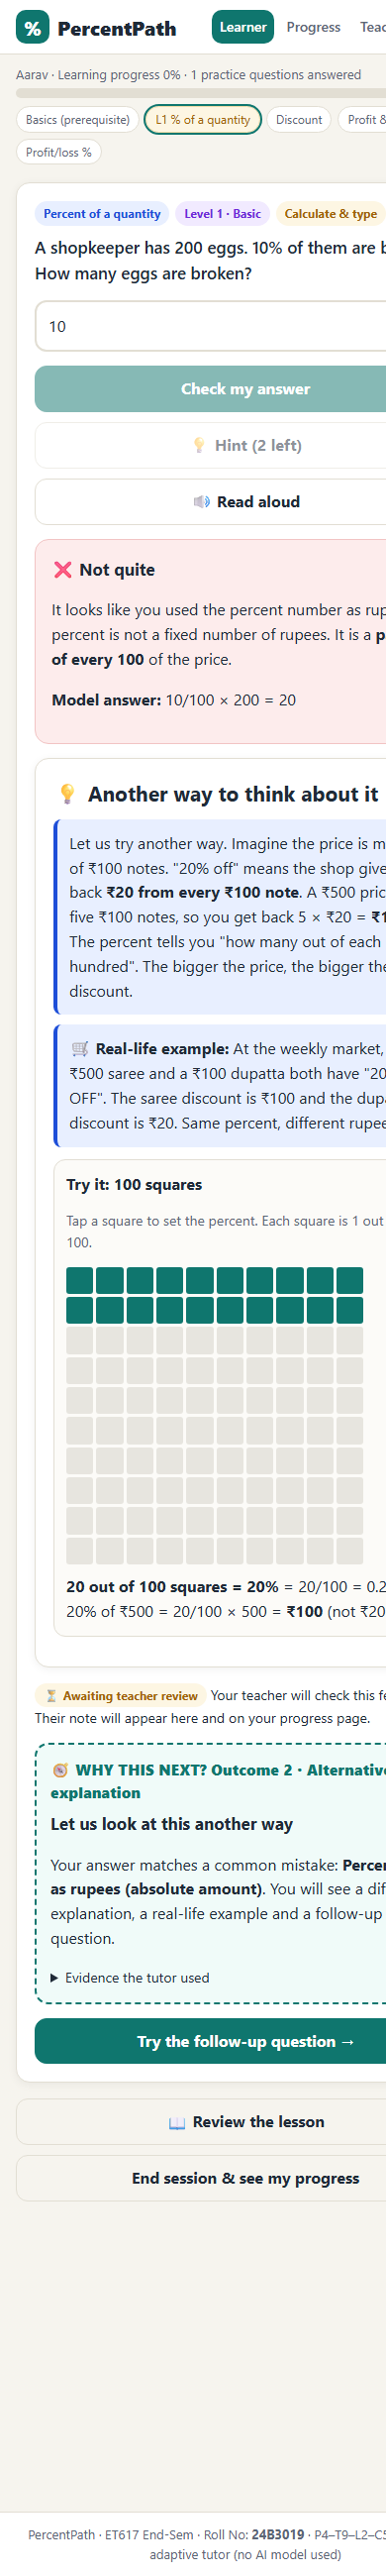 % PercentPath Learner Progress
Aarav · Learning progress 0% · 1 practice questions answered
Basics (prerequisite) L1 % of a quantity Discount Profit &
Profit/loss %
Percent of a quantity Level 1 · Basic Calculate & type
A shopkeeper has 200 eggs. 10% of them are
How many eggs are broken?
10
Check my answer
💡 Hint (2 left)
🔊 Read aloud
❌ Not quite
It looks like you used the percent number as
percent is not a fixed number of rupees. It is a
of every 100 of the price.
Model answer: 10/100 × 200 = 20
💡 Another way to think about it
Let us try another way. Imagine the price is
of ₹100 notes. "20% off" means the shop
back ₹20 from every ₹100 note. A ₹500
five ₹100 notes, so you get back 5 × ₹20 =
The percent tells you "how many out of each
hundred". The bigger the price, the bigger
discount.
🛒 Real-life example: At the weekly market,
₹500 saree and a ₹100 dupatta both have "20
OFF". The saree discount is ₹100 and the
discount is ₹20. Same percent, different
Try it: 100 squares
Tap a square to set the percent. Each square is 1 out
100.
20 out of 100 squares = 20% = 20/100 = 0.2
20% of ₹500 = 20/100 × 500 = ₹100 (not ₹20
⏳ Awaiting teacher review Your teacher will check this
Their note will appear here and on your progress page.
🧭 WHY THIS NEXT? Outcome 2 · Alternative
explanation
Let us look at this another way
Your answer matches a common mistake:
as rupees (absolute amount). You will see a
explanation, a real-life example and a follow-up
question.
▶ Evidence the tutor used
Try the follow-up question →
📖 Review the lesson
End session & see my progress
PercentPath · ET617 End-Sem · Roll No: 24B3019 · P4–T9–L2–C5
adaptive tutor (no AI model used)